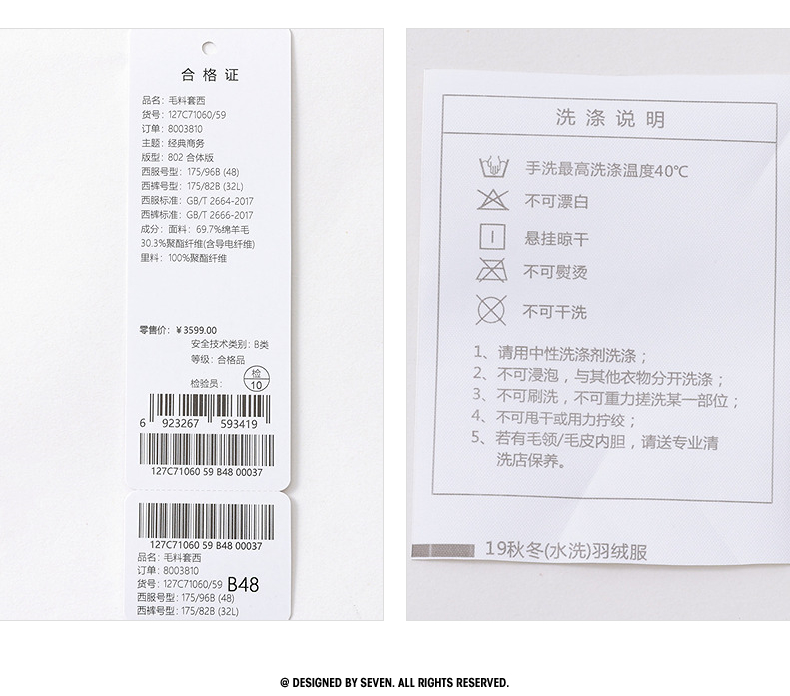 合格证
品名：毛料套西
货号：127C71060/59
订单：8003810
主题：经典商务
版型：802 合体版
西服号型：175/96B (48)
西裤号型：175/82B (32L)
西服标准：GB/T 2664-2017
西裤标准：GB/T 2666-2017
成分：面料：69.7%绵羊毛
30.3%聚酯纤维(含导电纤维)
里料：100%聚酯纤维
零售价：￥3599.00
安全技术类别：B类
等级：合格品
检验员：
检
10
6 923267 593419
127C71060 59 B48 00037
127C71060 59 B48 00037
品名：毛料套西
订单：8003810
货号：127C71060/59 B48
西服号型：175/96B (48)
西裤号型：175/82B (32L)
洗涤说明
手洗最高洗涤温度40℃
不可漂白
悬挂晾干
不可熨烫
不可干洗
1、请用中性洗涤剂洗涤；
2、不可浸泡，与其他衣物分开洗涤；
3、不可刷洗，不可重力搓洗某一部位；
4、不可甩干或用力拧绞；
5、若有毛领/毛皮内胆，请送专业清
洗店保养。
19秋冬(水洗)羽绒服
@ DESIGNED BY SEVEN. ALL RIGHTS RESERVED.